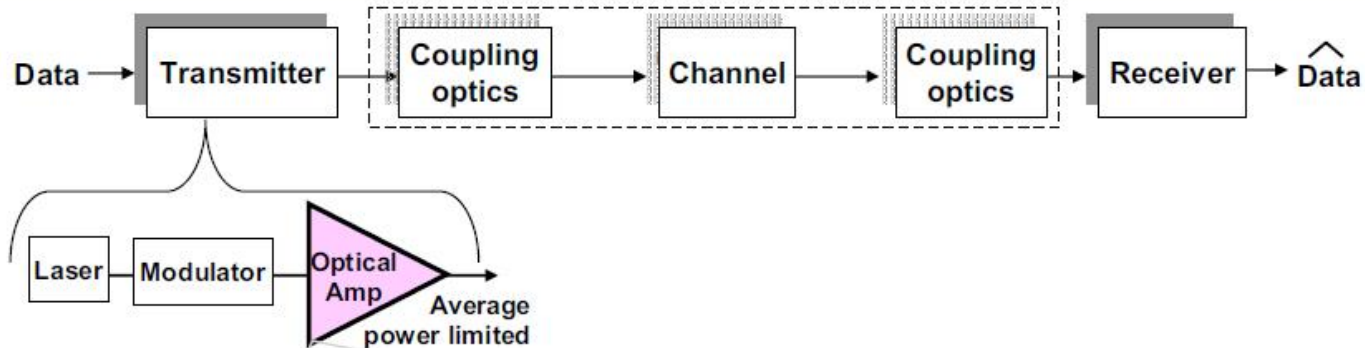 Data
Transmitter
Coupling
optics
Channel
Coupling
optics
Receiver
Data
Laser
Modulator
Optical
Amp
Average
power limited